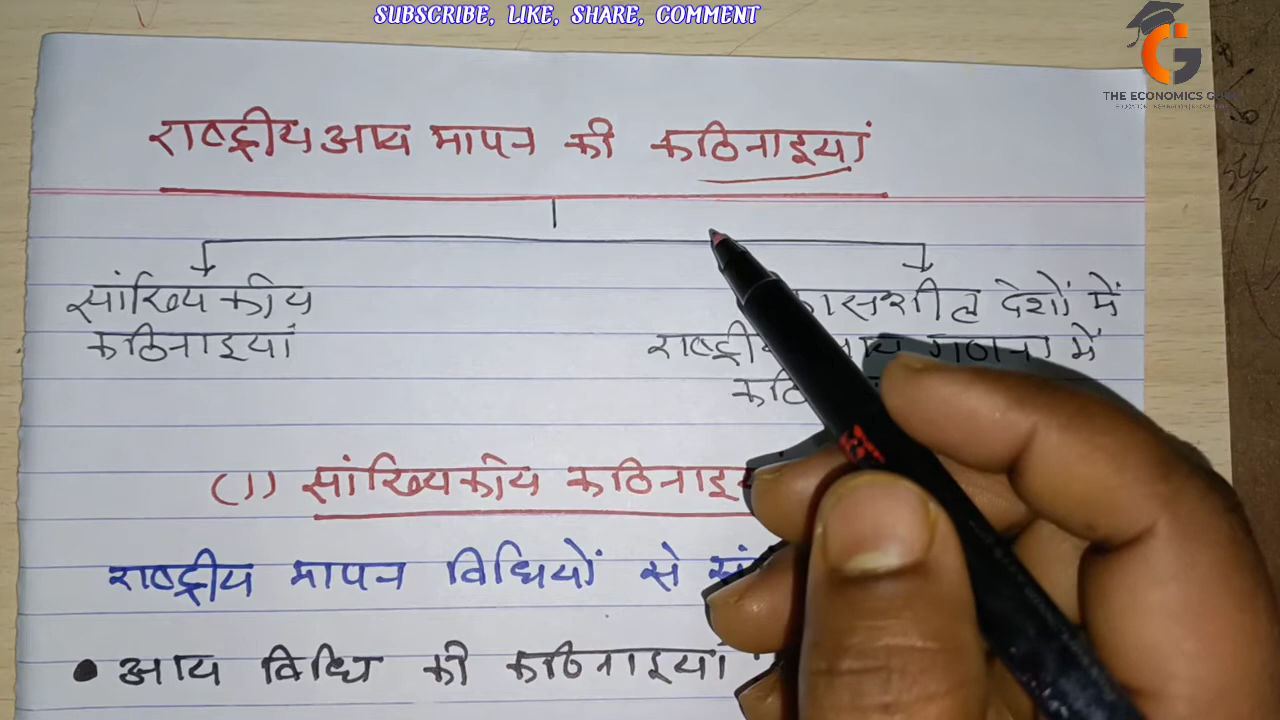 SUBSCRIBE, LIKE, SHARE, COMMENT
THE ECONOMICS
राष्ट्रीय आय मापन की कठिनाइयां
सांख्यिकीय
कठिनाइयां
देशों में
गणना में
(1) सांख्यिकीय
राष्ट्रीय मापन विधियों से
• आय विधि की कठिनाइयां